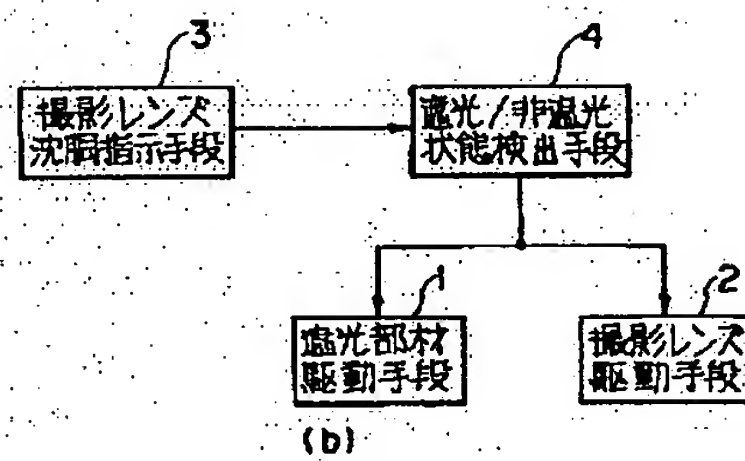 3
撮影レンズ
沈胴指示手段
4
遮光/非遮光
状態検出手段
1
遮光部材
駆動手段
2
撮影レンズ
駆動手段
(b)